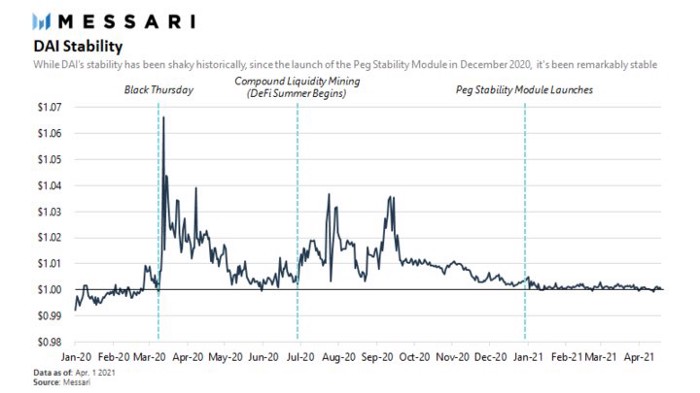 MESSARI
DAI Stability
While DAI's stability has been shaky historically, since the launch of the Peg Stability Module in December 2020, it's been remarkably stable
Black Thursday
Compound Liquidity Mining
(DeFi Summer Begins)
Peg Stability Module Launches
$1.07
$1.06
$1.05
$1.04
$1.03
$1.02
$1.01
$1.00
$0.99
$0.98
Jan-20 Feb-20 Mar-20 Apr-20 May-20 Jun-20 Jul-20 Aug-20 Sep-20 Oct-20 Nov-20 Dec-20 Jan-21 Feb-21 Mar-21 Apr-21
Data as of: Apr. 1 2021
Source: Messari